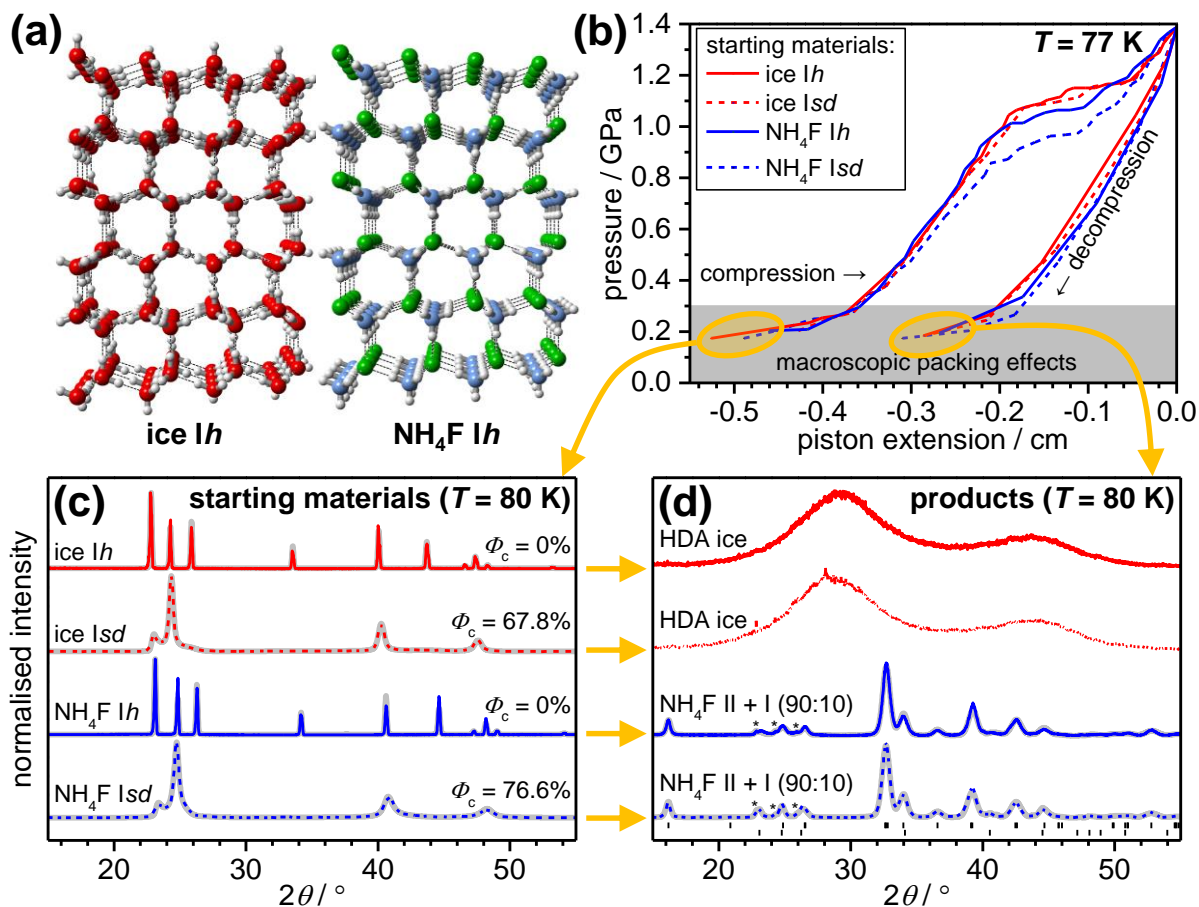 (a)
ice Ih
NH4F Ih
(b)
T = 77 K
starting materials:
ice Ih
ice Isd
NH4F Ih
NH4F Isd
compression →
← decompression
macroscopic packing effects
pressure / GPa
1.4
1.2
1.0
0.8
0.6
0.4
0.2
0.0
-0.5 -0.4 -0.3 -0.2 -0.1 0.0
piston extension / cm
(c) starting materials (T = 80 K)
ice Ih Φc = 0%
ice Isd Φc = 67.8%
NH4F Ih Φc = 0%
NH4F Isd Φc = 76.6%
normalised intensity
20 30 40 50
2θ / °
(d) products (T = 80 K)
HDA ice
HDA ice
NH4F II + I (90:10)
* * *
NH4F II + I (90:10)
* * *
20 30 40 50
2θ / °